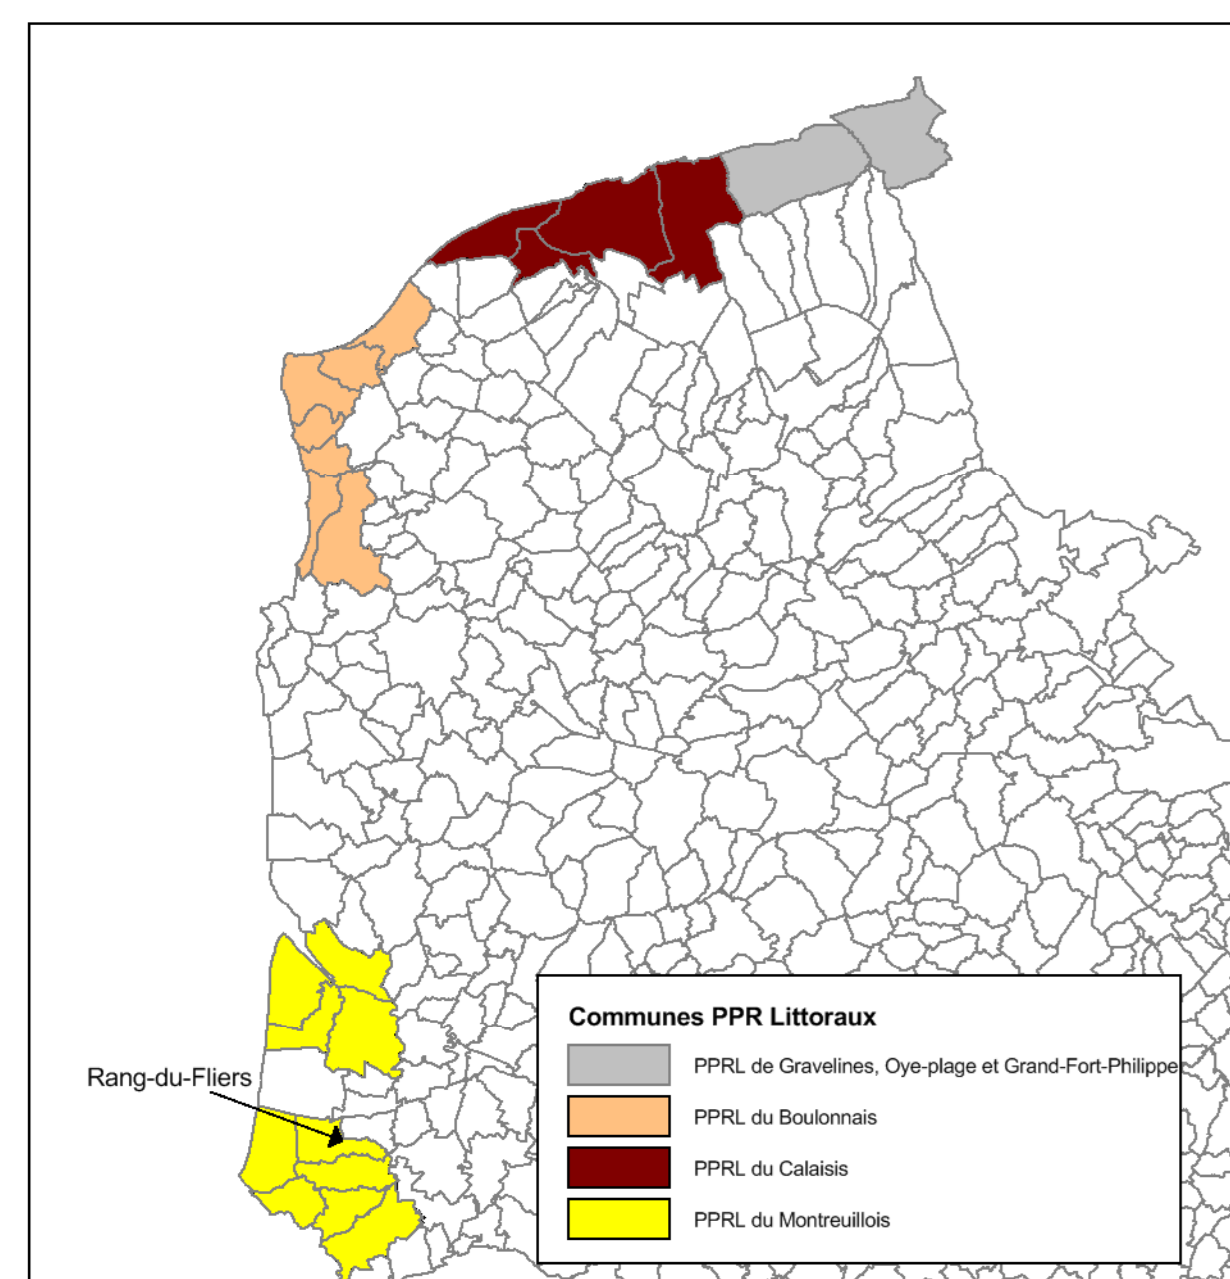 Rang-du-Fliers
Communes PPR Littoraux
PPRL de Gravelines, Oye-plage et Grand-Fort-Philippe
PPRL du Boulonnais
PPRL du Calaisis
PPRL du Montreuillois